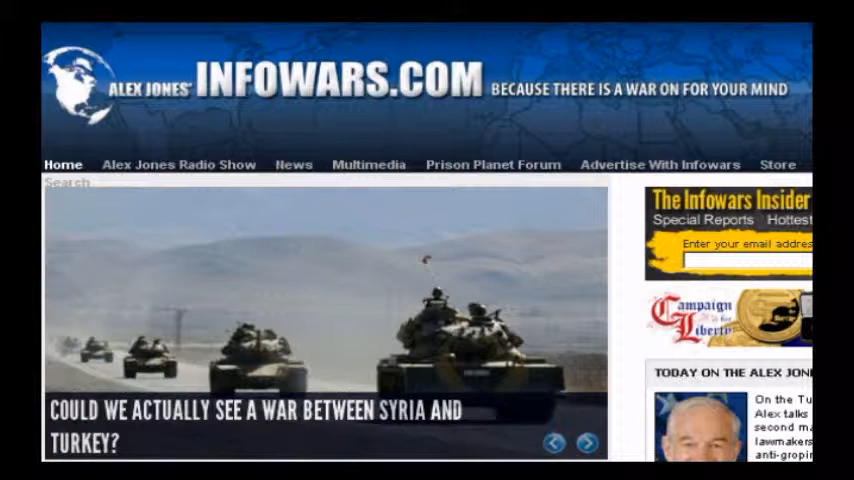 ALEX JONES' INFOWARS.COM BECAUSE THERE IS A WAR ON FOR YOUR MIND
Home Alex Jones Radio Show News Multimedia Prison Planet Forum Advertise With Infowars Store
Search
The Infowars Insider
Special Reports Hottest
Enter your email addres
Campaign
for
Liberty
COULD WE ACTUALLY SEE A WAR BETWEEN SYRIA AND
TURKEY?
TODAY ON THE ALEX JON
On the Tu
Alex talks
second ma
lawmakers
anti-gropin